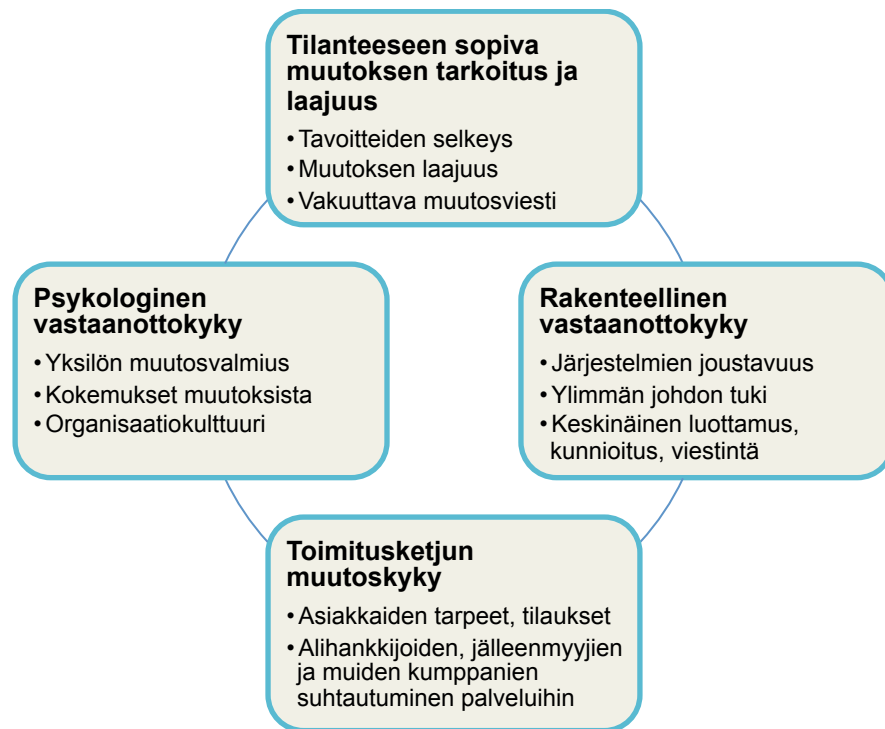 Tilanteeseen sopiva
muutoksen tarkoitus ja
laajuus
• Tavoitteiden selkeys
• Muutoksen laajuus
• Vakuuttava muutosviesti
Psykologinen
vastaanottokyky
• Yksilön muutosvalmius
• Kokemukset muutoksista
• Organisaatiokulttuuri
Rakenteellinen
vastaanottokyky
• Järjestelmien joustavuus
• Ylimmän johdon tuki
• Keskinäinen luottamus,
kunnioitus, viestintä
Toimitusketjun
muutoskyky
• Asiakkaiden tarpeet, tilaukset
• Alihankkijoiden, jälleenmyyjien
ja muiden kumppanien
suhtautuminen palveluihin